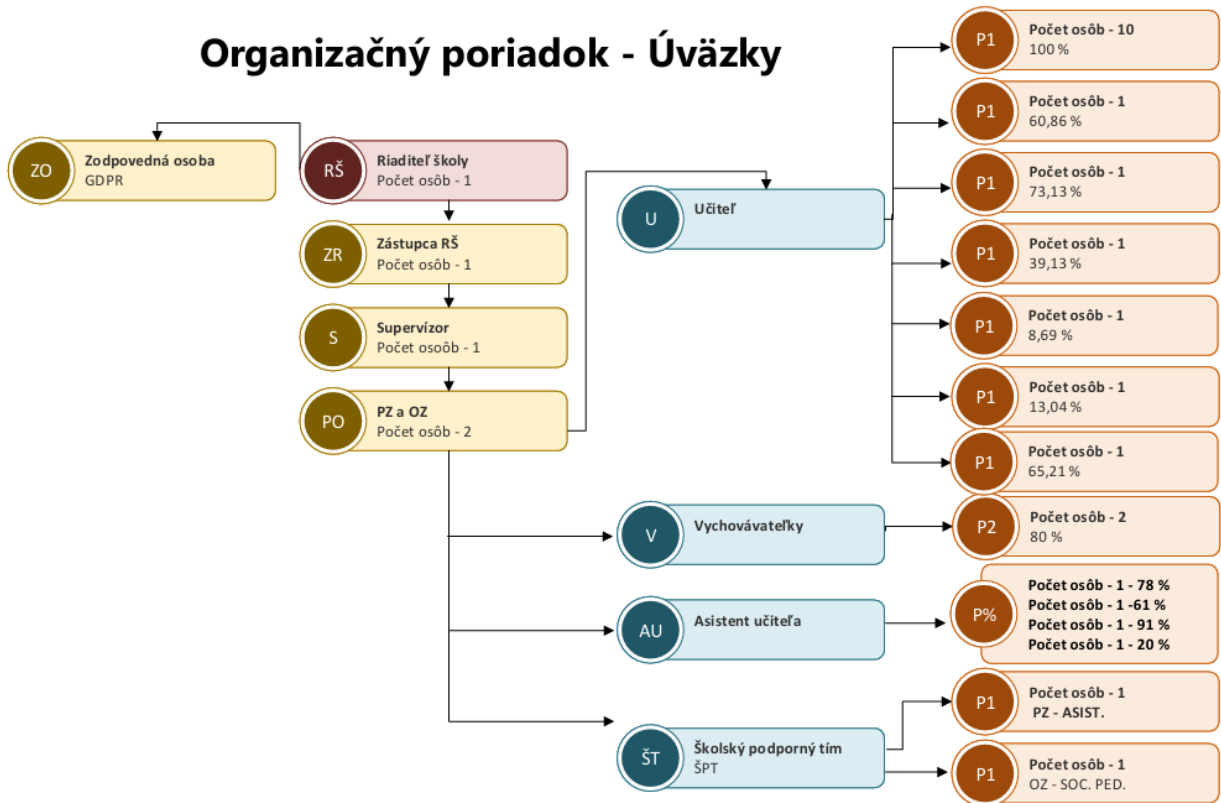 Organizačný poriadok - Úväzky
ZO
Zodpovedná osoba
GDPR
RŠ
Riaditeľ školy
Počet osôb - 1
ZR
Zástupca RŠ
Počet osôb - 1
S
Supervízor
Počet osoôb - 1
PO
PZ a OZ
Počet osôb - 2
U
Učiteľ
P1
Počet osôb - 10
100 %
P1
Počet osôb - 1
60,86 %
P1
Počet osôb - 1
73,13 %
P1
Počet osôb - 1
39,13 %
P1
Počet osôb - 1
8,69 %
P1
Počet osôb - 1
13,04 %
P1
Počet osôb - 1
65,21 %
V
Vychovávateľky
P2
Počet osôb - 2
80 %
AU
Asistent učiteľa
P%
Počet osôb - 1 - 78 %
Počet osôb - 1 -61 %
Počet osôb - 1 - 91 %
Počet osôb - 1 - 20 %
ŠT
Školský podporný tím
ŠPT
P1
Počet osôb - 1
PZ - ASIST.
P1
Počet osôb - 1
OZ - SOC. PED.